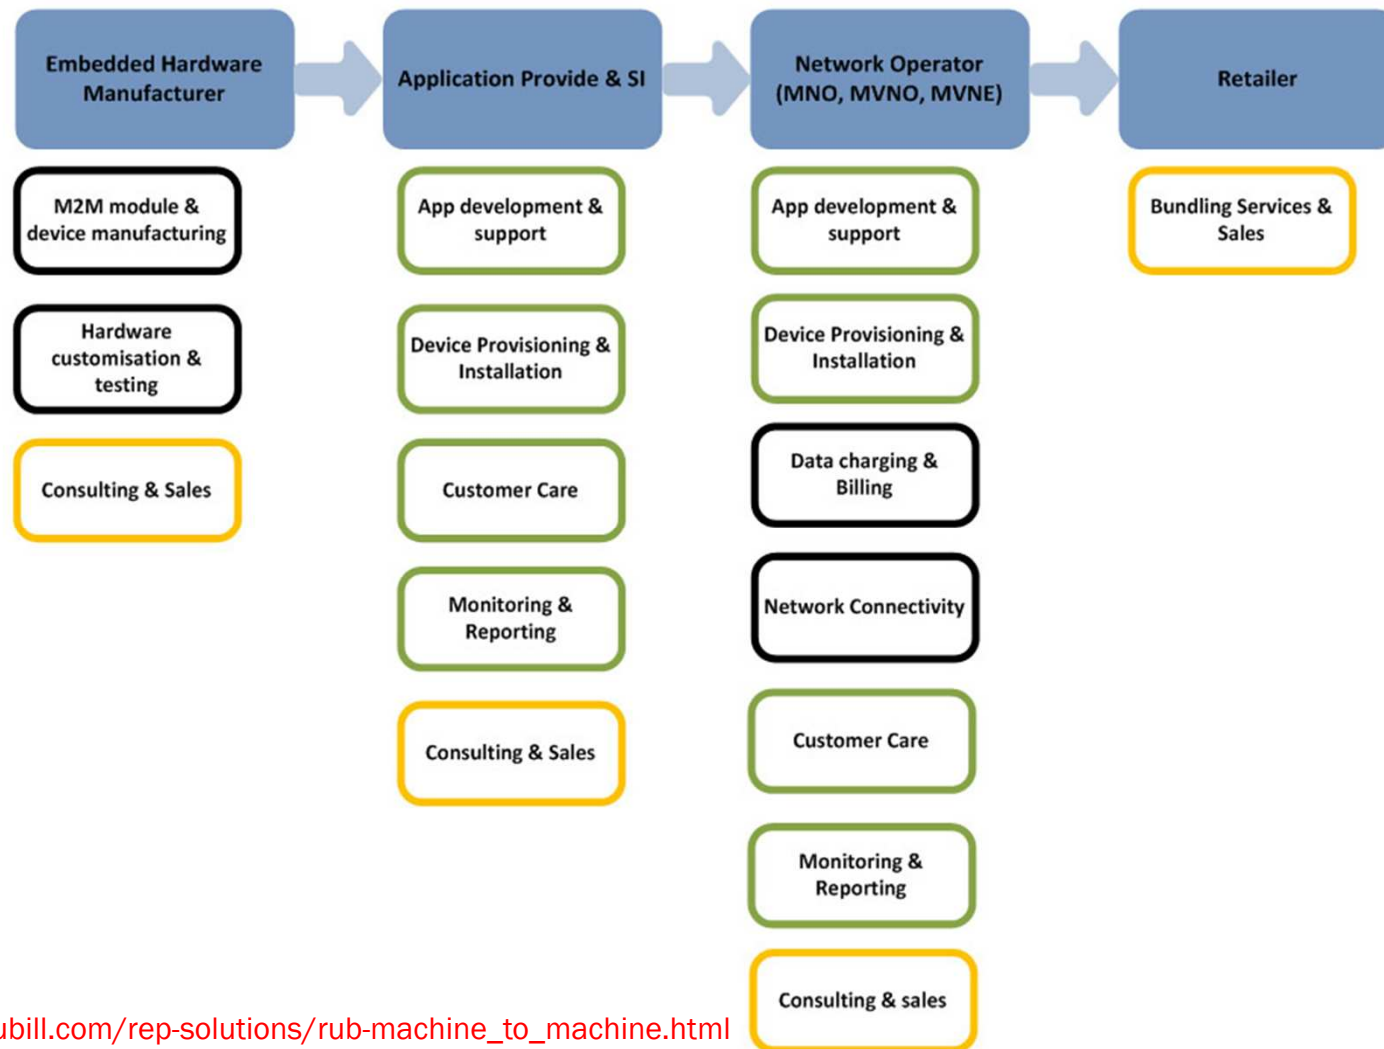 Embedded Hardware
Manufacturer
Application Provide & SI
Network Operator
(MNO, MVNO, MVNE)
Retailer
M2M module &
device manufacturing
Hardware
customisation &
testing
Consulting & Sales
App development &
support
Device Provisioning &
Installation
Customer Care
Monitoring &
Reporting
Consulting & Sales
App development &
support
Device Provisioning &
Installation
Data charging &
Billing
Network Connectivity
Customer Care
Monitoring &
Reporting
Consulting & sales
Bundling Services &
Sales
ubill.com/rep-solutions/rub-machine_to_machine.html